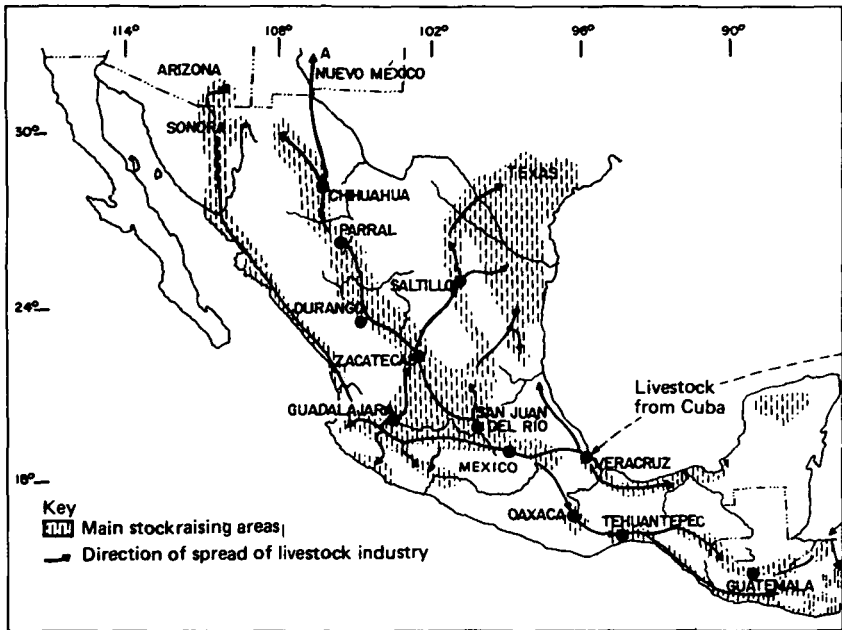 114° 108° 102° 96° 90°
A
NUEVO MÉXICO
ARIZONA
30°
SONORA
TEXAS
CHIHUAHUA
PARRAL
SALTILLO
24°
DURANGO
ZACATECAS
Livestock
from Cuba
GUADALAJARA
SAN JUAN
DEL RÍO
18°
MEXICO
VERACRUZ
OAXACA
TEHUANTEPEC
GUATEMALA
Key
Main stockraising areas
Direction of spread of livestock industry